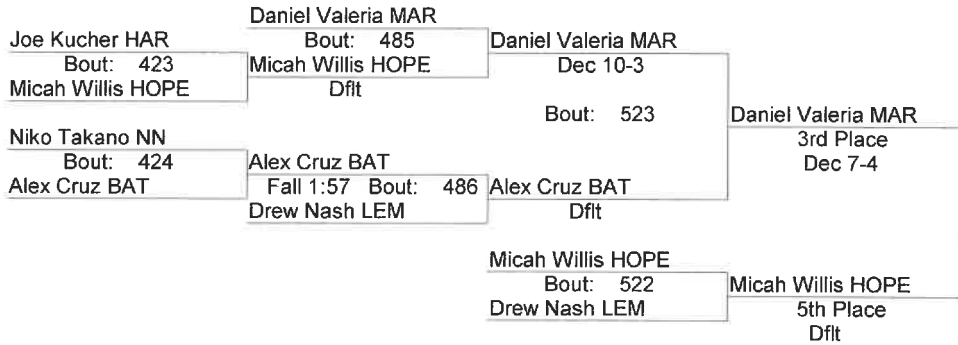 Daniel Valeria MAR
Joe Kucher HAR
Bout: 485
Daniel Valeria MAR
Bout: 423
Micah Willis HOPE
Dec 10-3
Micah Willis HOPE
Dflt
Bout: 523
Daniel Valeria MAR
Niko Takano NN
3rd Place
Bout: 424
Alex Cruz BAT
Dec 7-4
Alex Cruz BAT
Fall 1:57 Bout: 486
Alex Cruz BAT
Drew Nash LEM
Dflt
Micah Willis HOPE
Bout: 522
Micah Willis HOPE
Drew Nash LEM
5th Place
Dflt